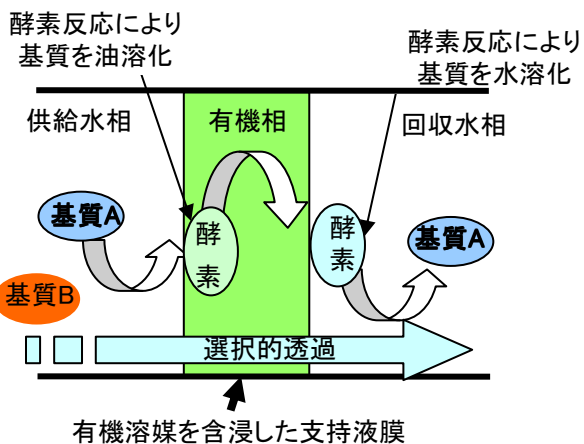 酵素反応により
基質を油溶化
酵素反応により
基質を水溶化
供給水相
有機相
回収水相
基質A
酵
素
酵
素
基質A
基質B
選択的透過
有機溶媒を含浸した支持液膜